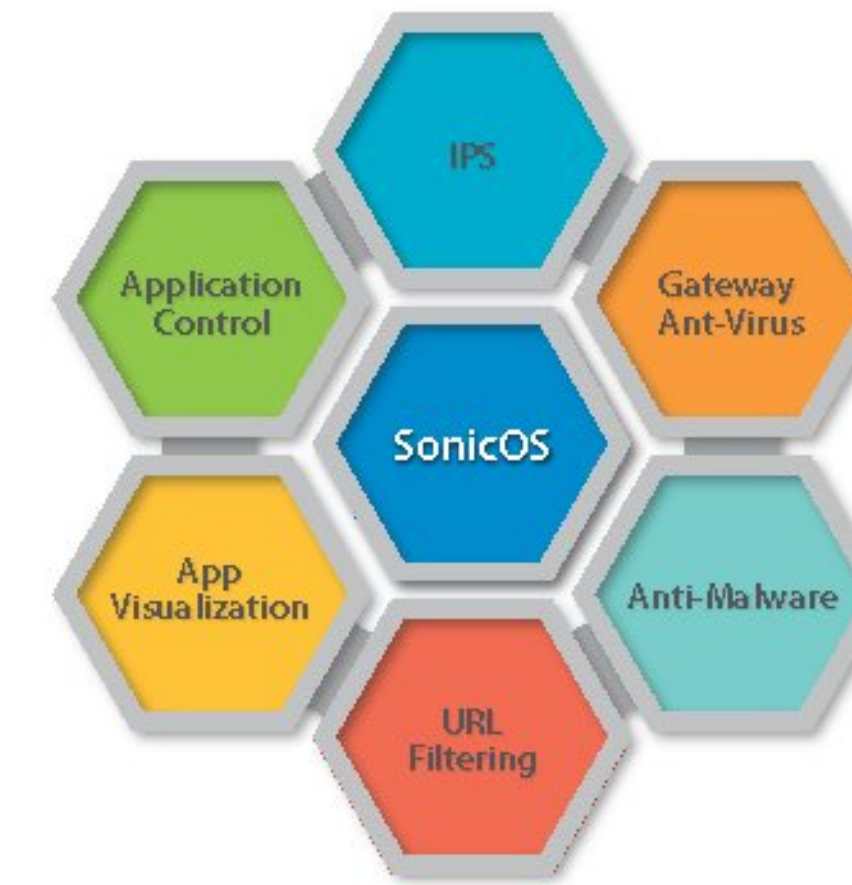 IPS
Application
Control
Gateway
Ant-Virus
SonicOS
App
Visualization
Anti-Malware
URL
Filtering